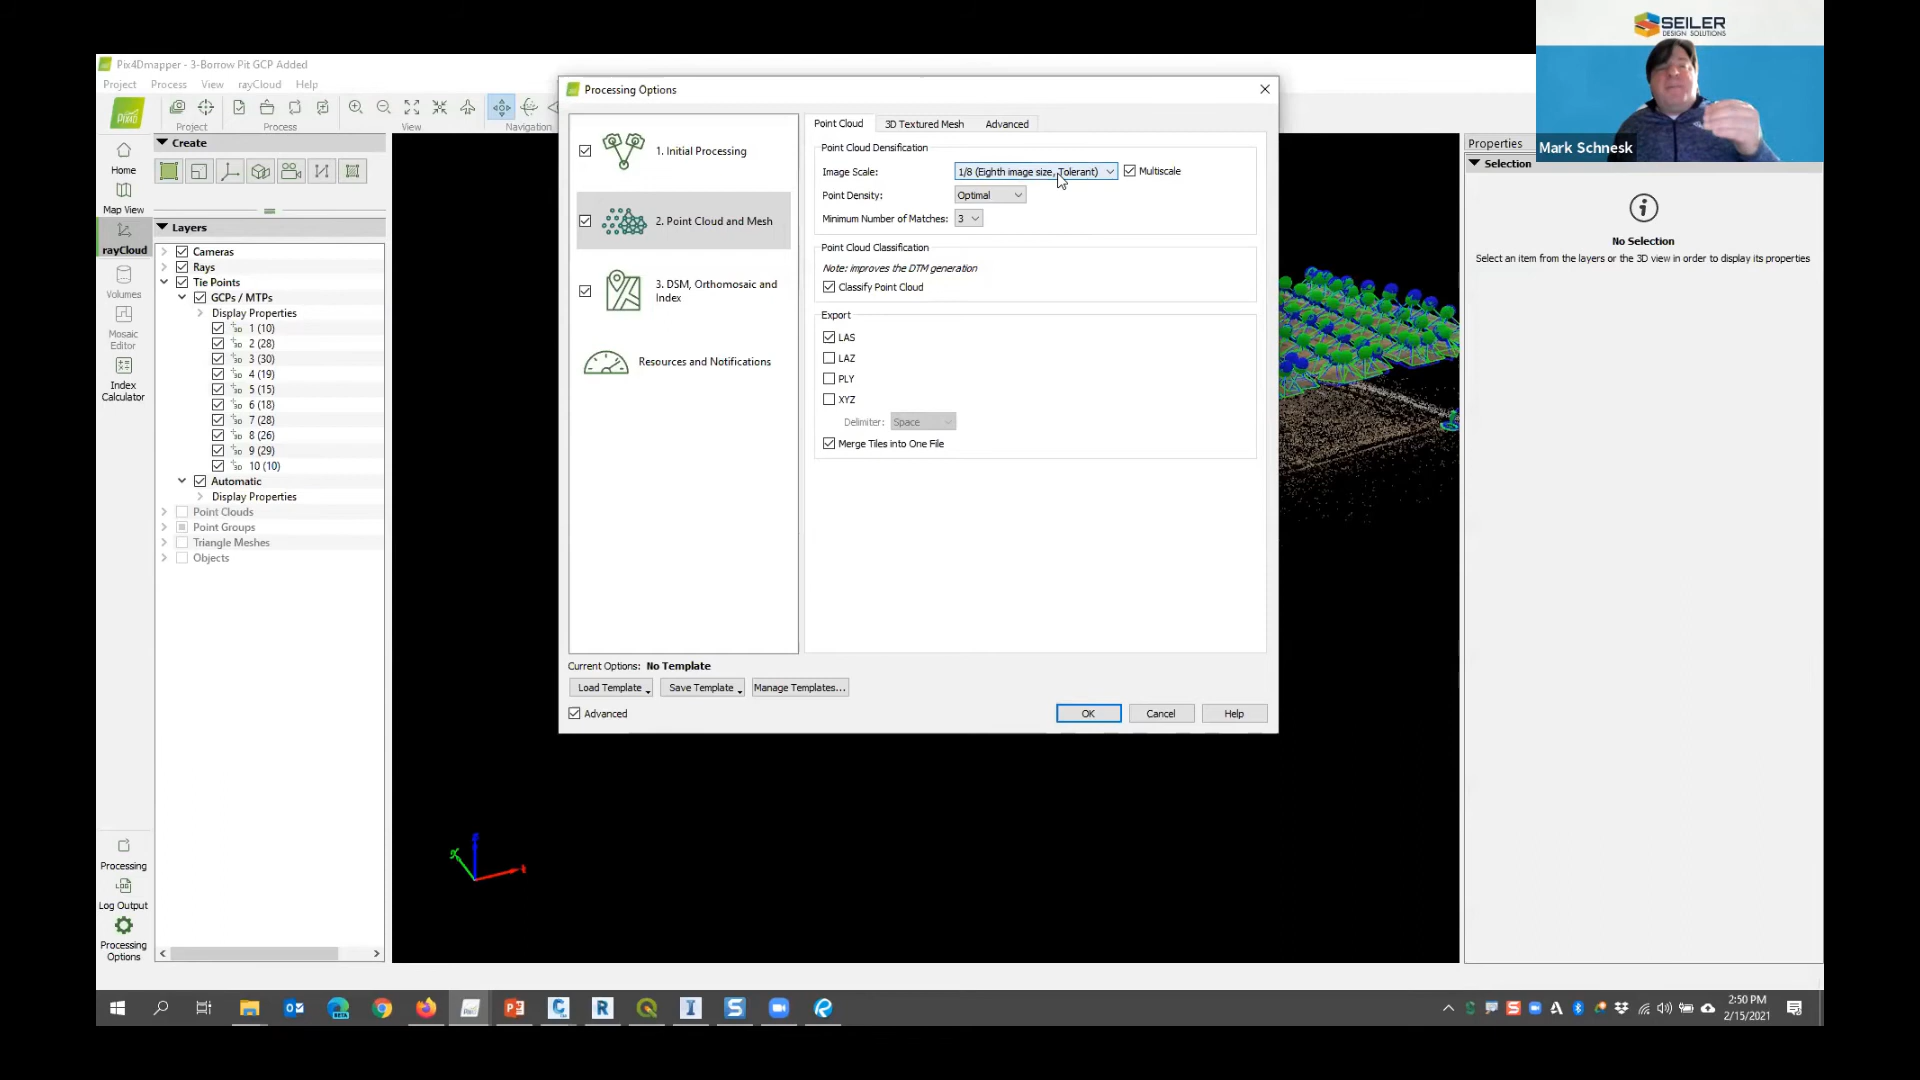 SEILER
DESIGN SOLUTIONS
Mark Schnesk
Pix4Dmapper - 3-Borrow Pit GCP Added
Project Process View rayCloud Help
Project Process View Navigation
Home
Map View
rayCloud
Volumes
Mosaic
Editor
Index
Calculator
Processing
Log Output
Processing
Options
Create
Layers
Cameras
Rays
Tie Points
GCPs / MTPs
Display Properties
1 (10)
2 (28)
3 (30)
4 (19)
5 (15)
6 (18)
7 (28)
8 (26)
9 (29)
10 (10)
Automatic
Display Properties
Point Clouds
Point Groups
Triangle Meshes
Objects
Processing Options
1. Initial Processing
2. Point Cloud and Mesh
3. DSM, Orthomosaic and
Index
Resources and Notifications
Point Cloud 3D Textured Mesh Advanced
Point Cloud Densification
Image Scale: 1/8 (Eighth image size, Tolerant) Multiscale
Point Density: Optimal
Minimum Number of Matches: 3
Point Cloud Classification
Note: improves the DTM generation
Classify Point Cloud
Export
LAS
LAZ
PLY
XYZ
Delimiter: Space
Merge Tiles into One File
Current Options: No Template
Load Template Save Template Manage Templates...
Advanced
OK Cancel Help
Properties
Selection
No Selection
Select an item from the layers or the 3D view in order to display its properties
2:50 PM
2/15/2021